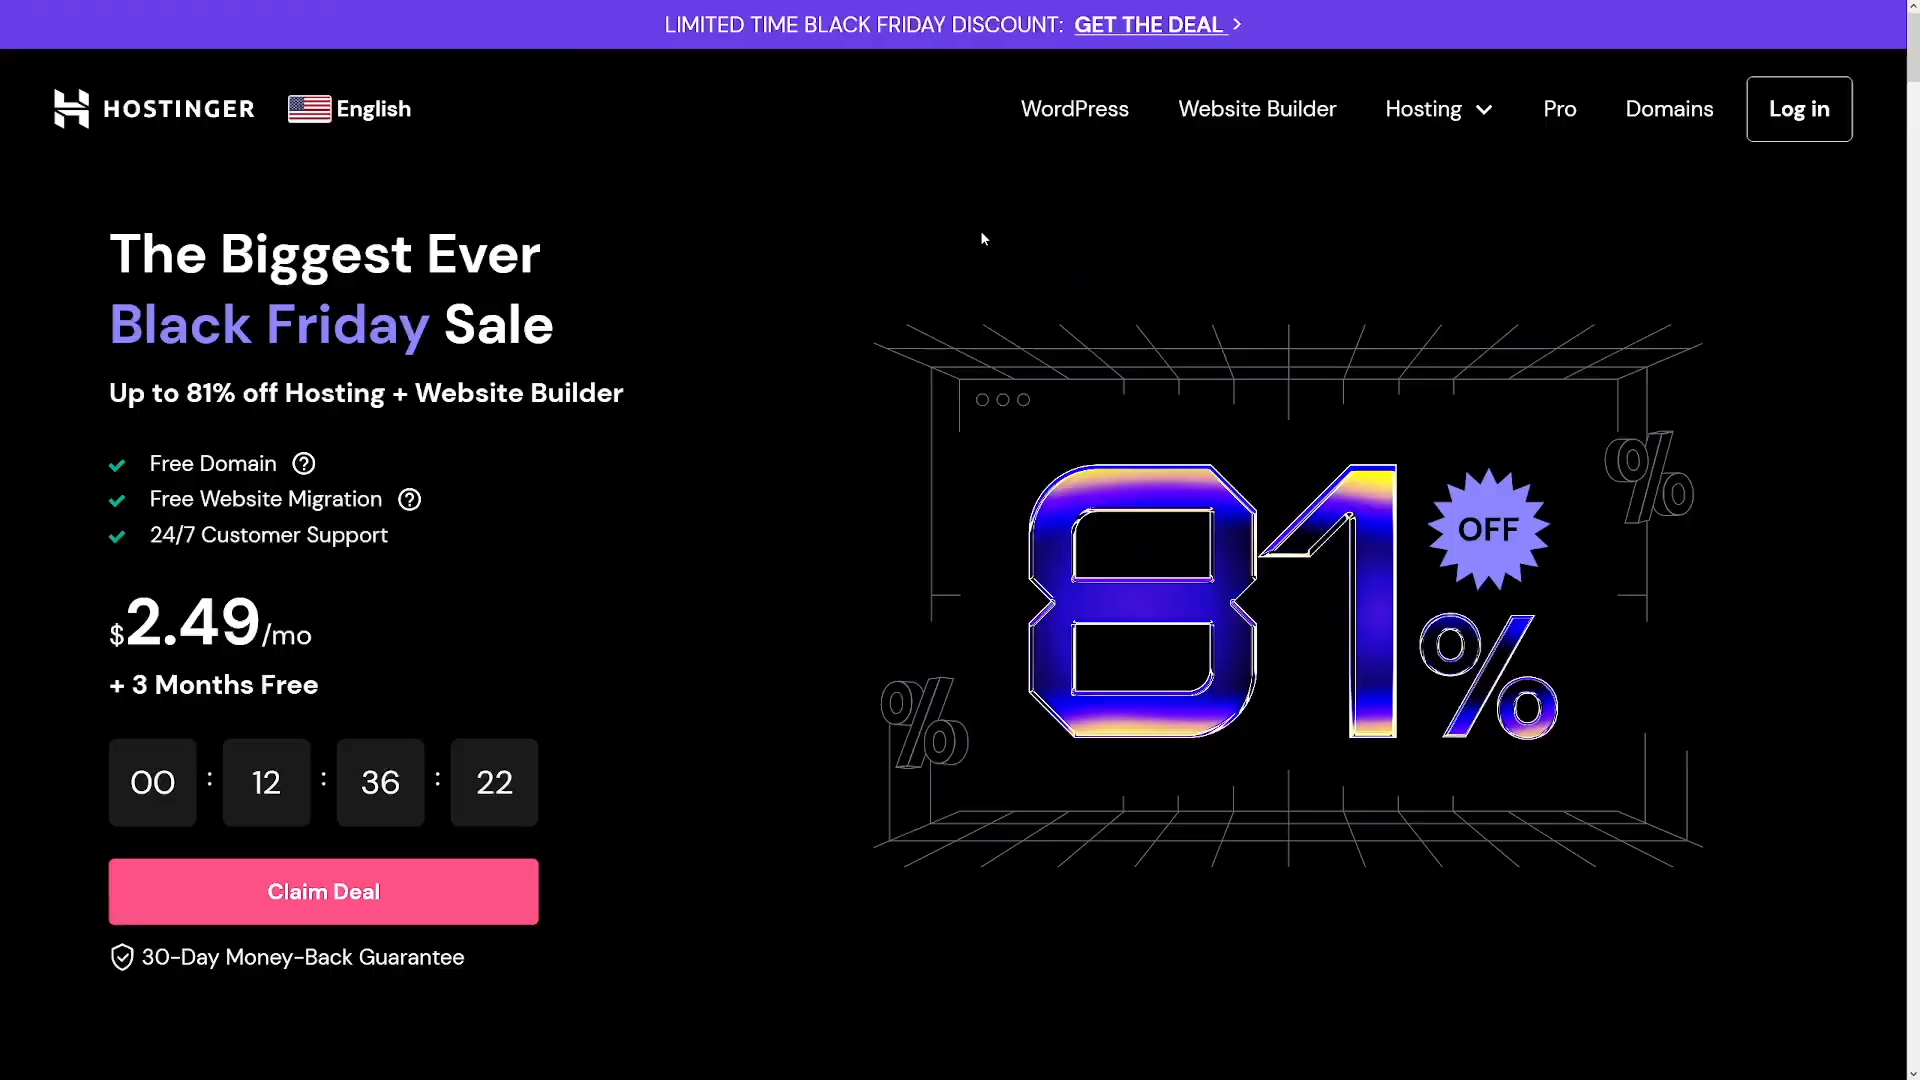 LIMITED TIME BLACK FRIDAY DISCOUNT: GET THE DEAL >
HOSTINGER English WordPress Website Builder Hosting Pro Domains Log in
The Biggest Ever
Black Friday Sale
Up to 81% off Hosting + Website Builder
Free Domain ?
Free Website Migration ?
24/7 Customer Support
$2.49/mo
+ 3 Months Free
00 : 12 : 36 : 22
Claim Deal
30-Day Money-Back Guarantee
81%
OFF
%
%